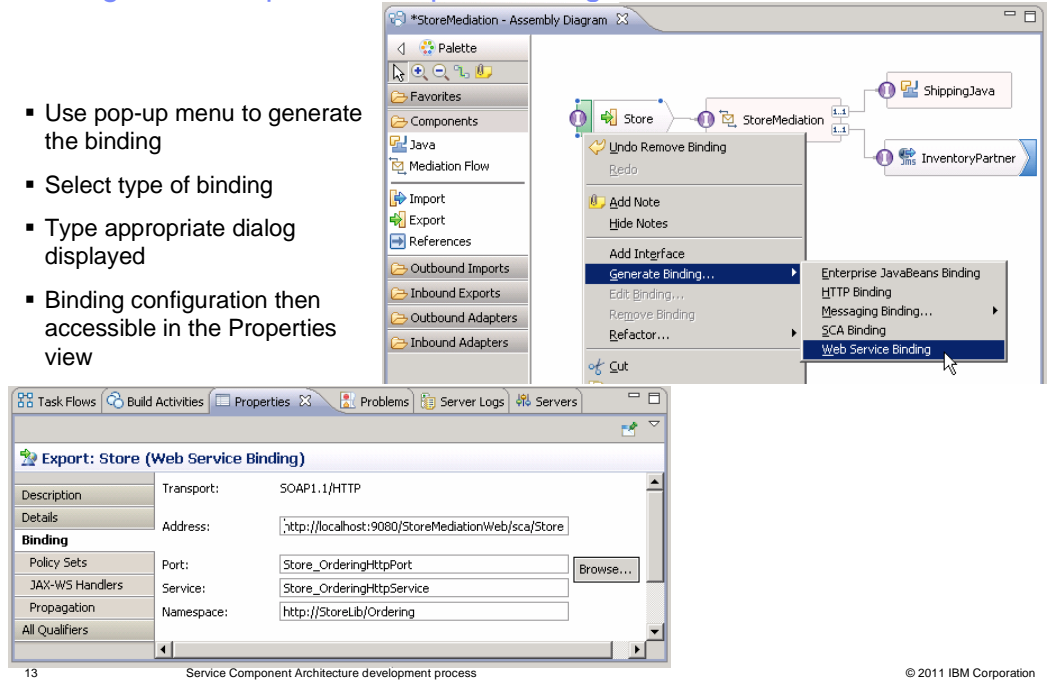 *StoreMediation - Assembly Diagram
Palette
Favorites
Components
Java
Mediation Flow
Import
Export
References
Outbound Imports
Inbound Exports
Outbound Adapters
Inbound Adapters
Store
StoreMediation
1..1
1..1
ShippingJava
JMS
InventoryPartner
Undo Remove Binding
Redo
Add Note
Hide Notes
Add Interface
Generate Binding...
Edit Binding...
Remove Binding
Refactor...
Cut
Enterprise JavaBeans Binding
HTTP Binding
Messaging Binding...
SCA Binding
Web Service Binding
▪ Use pop-up menu to generate
the binding
▪ Select type of binding
▪ Type appropriate dialog
displayed
▪ Binding configuration then
accessible in the Properties
view
Task Flows Build Activities Properties Problems Server Logs Servers
Export: Store (Web Service Binding)
Description
Details
Binding
Policy Sets
JAX-WS Handlers
Propagation
All Qualifiers
Transport: SOAP1.1/HTTP
Address: http://localhost:9080/StoreMediationWeb/sca/Store
Port: Store_OrderingHttpPort Browse...
Service: Store_OrderingHttpService
Namespace: http://StoreLib/Ordering
13 Service Component Architecture development process © 2011 IBM Corporation